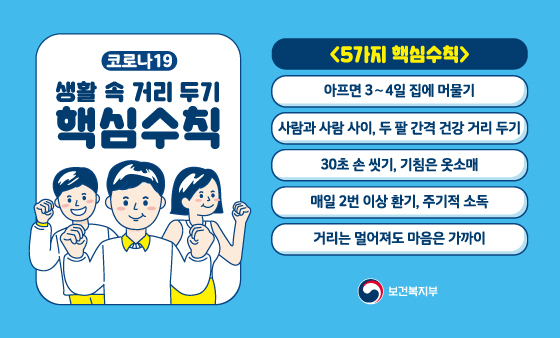 코로나19
생활 속 거리 두기
핵심수칙
<5가지 핵심수칙>
아프면 3~4일 집에 머물기
사람과 사람 사이, 두 팔 간격 건강 거리 두기
30초 손 씻기, 기침은 옷소매
매일 2번 이상 환기, 주기적 소독
거리는 멀어져도 마음은 가까이
보건복지부